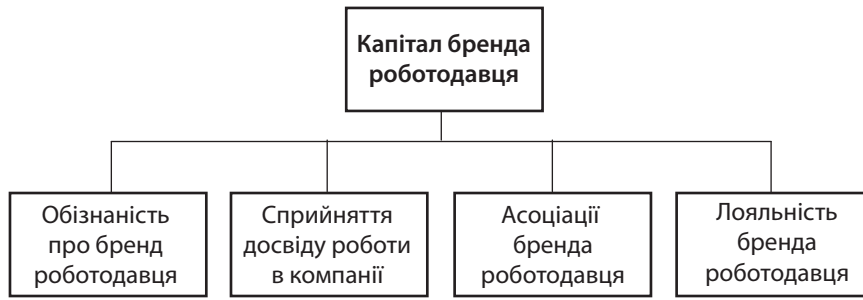 Капітал бренда
роботодавця
Обізнаність
про бренд
роботодавця
Сприйняття
досвіду роботи
в компанії
Асоціації
бренда
роботодавця
Лояльність
бренда
роботодавця